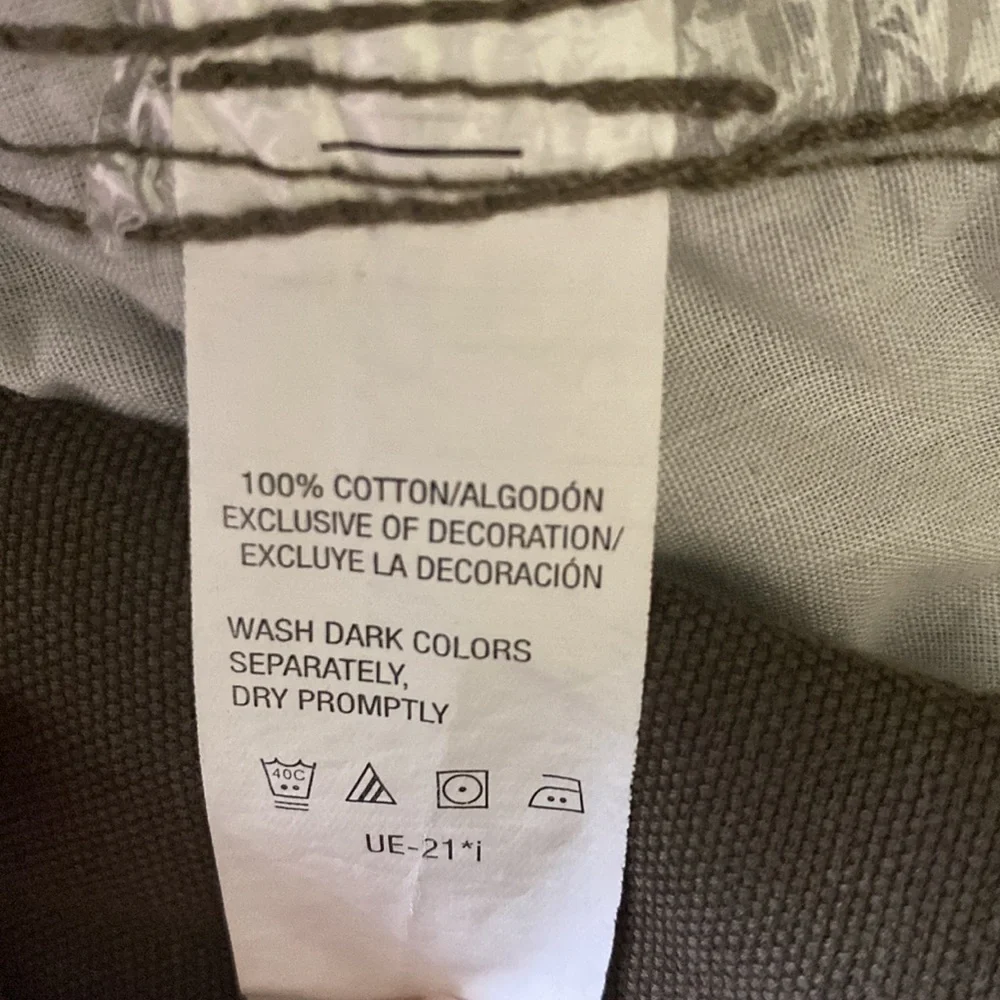 100% COTTON/ALGODÓN
EXCLUSIVE OF DECORATION/
EXCLUYE LA DECORACIÓN
WASH DARK COLORS
SEPARATELY,
DRY PROMPTLY
40C
UE-21*i